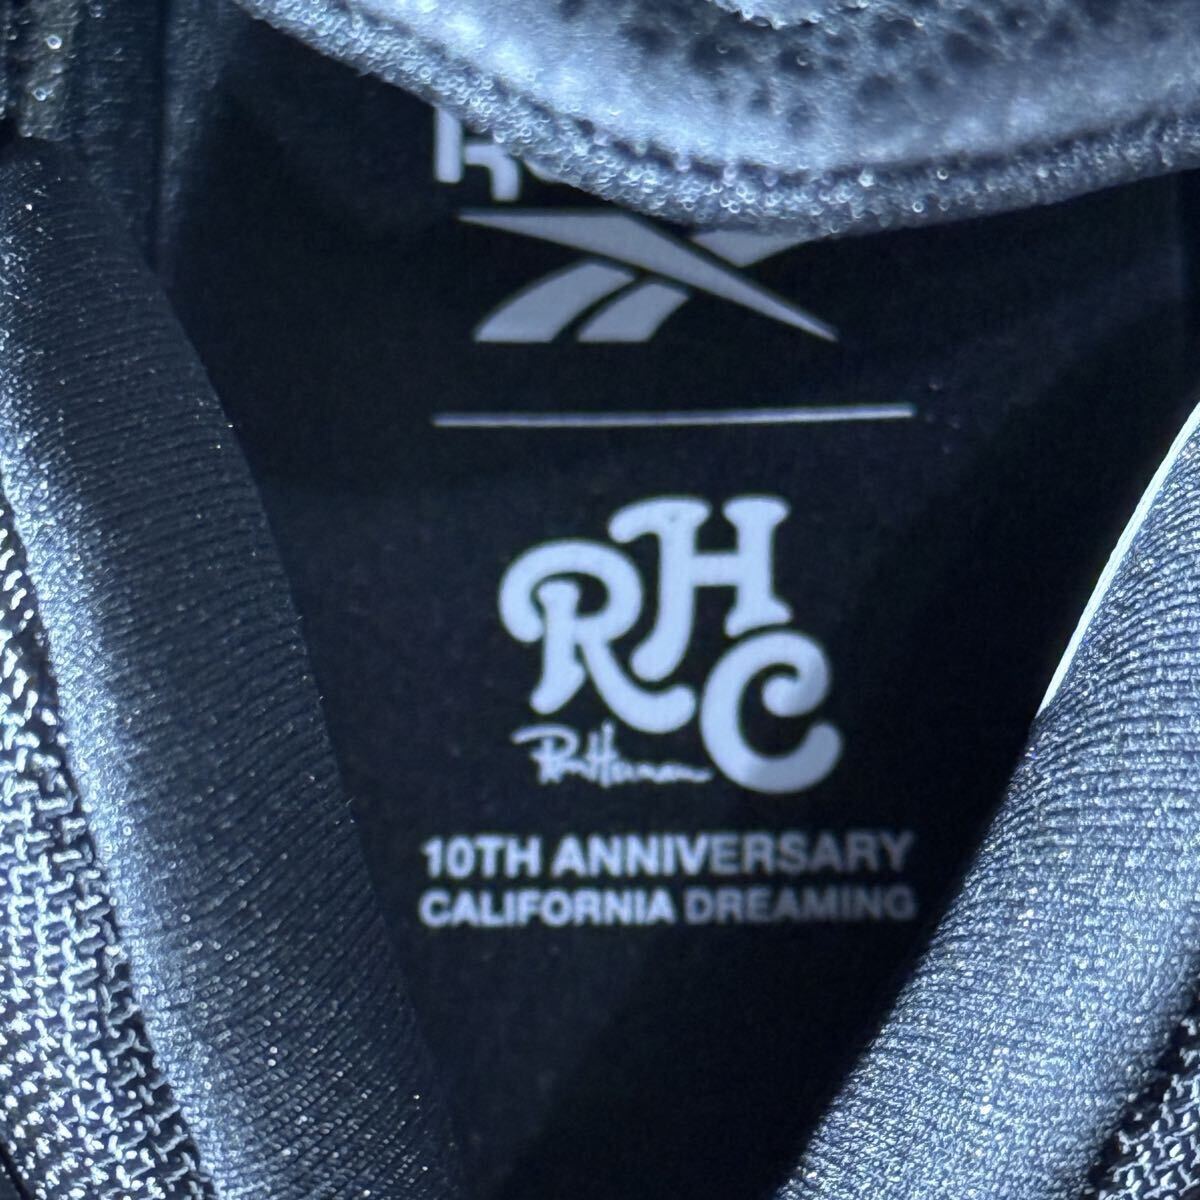 RHC
Ron Herman
10TH ANNIVERSARY
CALIFORNIA DREAMING